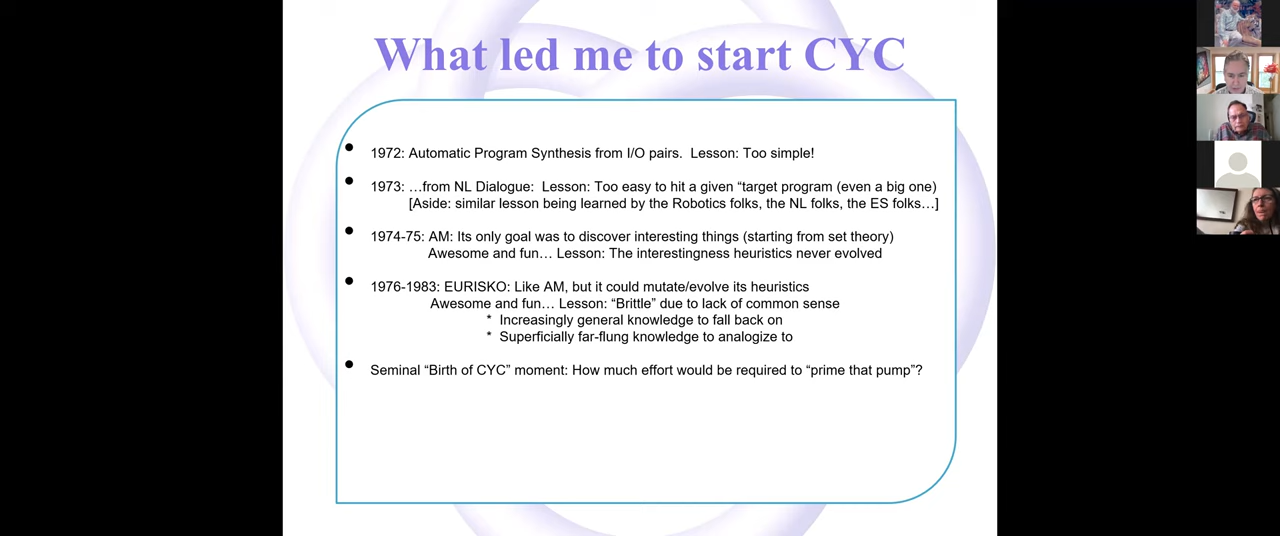 What led me to start CYC
• 1972: Automatic Program Synthesis from I/O pairs.  Lesson: Too simple!
• 1973: …from NL Dialogue:  Lesson: Too easy to hit a given “target program (even a big one)
[Aside: similar lesson being learned by the Robotics folks, the NL folks, the ES folks…]
• 1974-75: AM: Its only goal was to discover interesting things (starting from set theory)
Awesome and fun… Lesson: The interestingness heuristics never evolved
• 1976-1983: EURISKO: Like AM, but it could mutate/evolve its heuristics
Awesome and fun… Lesson: “Brittle” due to lack of common sense
* Increasingly general knowledge to fall back on
* Superficially far-flung knowledge to analogize to
• Seminal “Birth of CYC” moment: How much effort would be required to “prime that pump”?